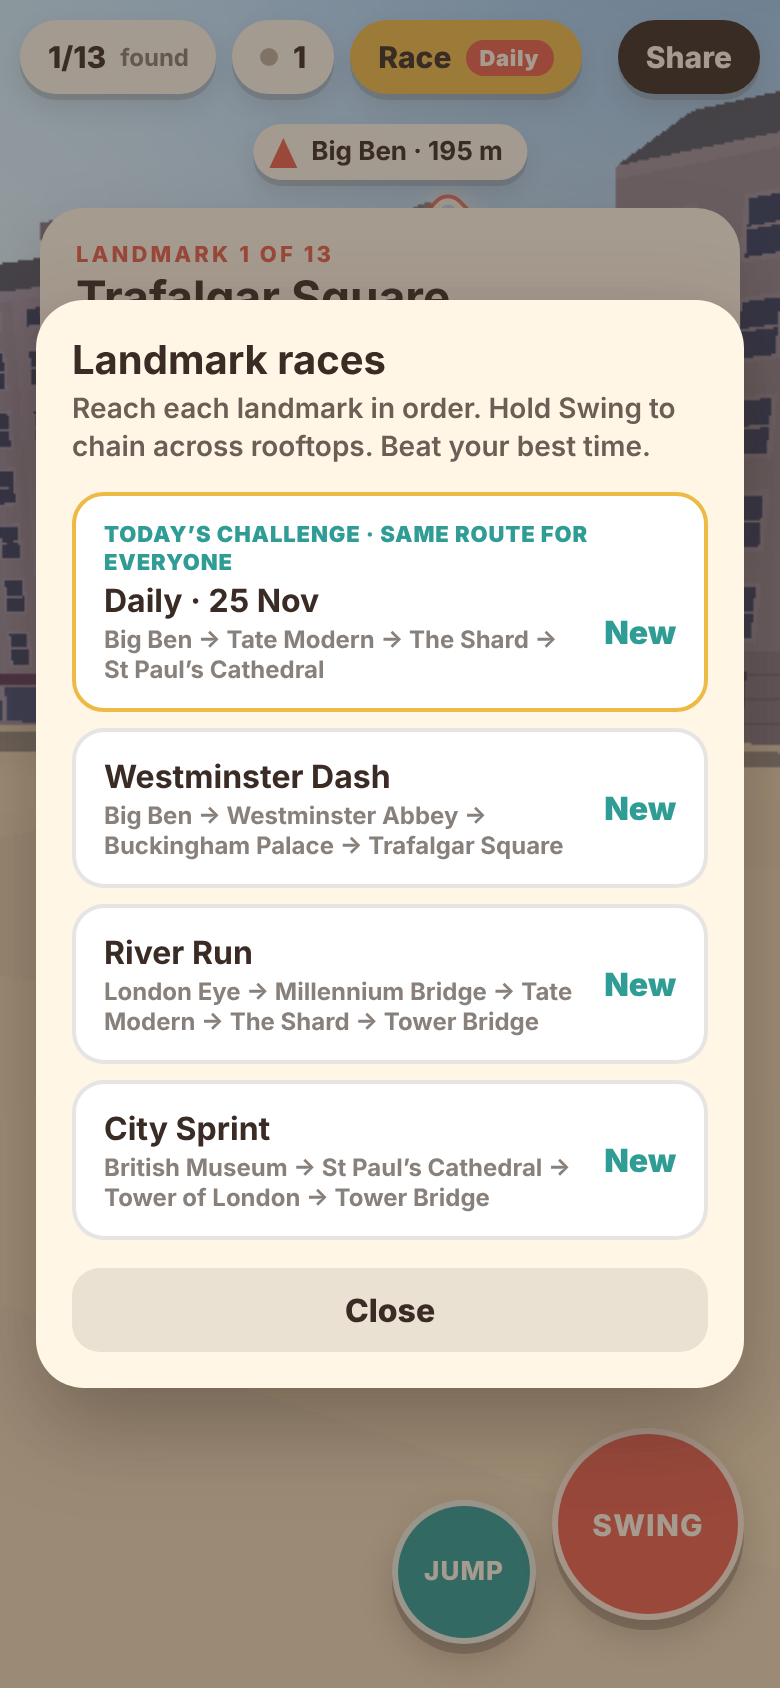 1/13 found
1
Race Daily
Share
Big Ben · 195 m
LANDMARK 1 OF 13
Trafalgar Square
Landmark races
Reach each landmark in order. Hold Swing to
chain across rooftops. Beat your best time.
TODAY’S CHALLENGE · SAME ROUTE FOR
EVERYONE
Daily · 25 Nov
Big Ben → Tate Modern → The Shard →
St Paul’s Cathedral
New
Westminster Dash
Big Ben → Westminster Abbey →
Buckingham Palace → Trafalgar Square
New
River Run
London Eye → Millennium Bridge → Tate
Modern → The Shard → Tower Bridge
New
City Sprint
British Museum → St Paul’s Cathedral →
Tower of London → Tower Bridge
New
Close
SWING
JUMP